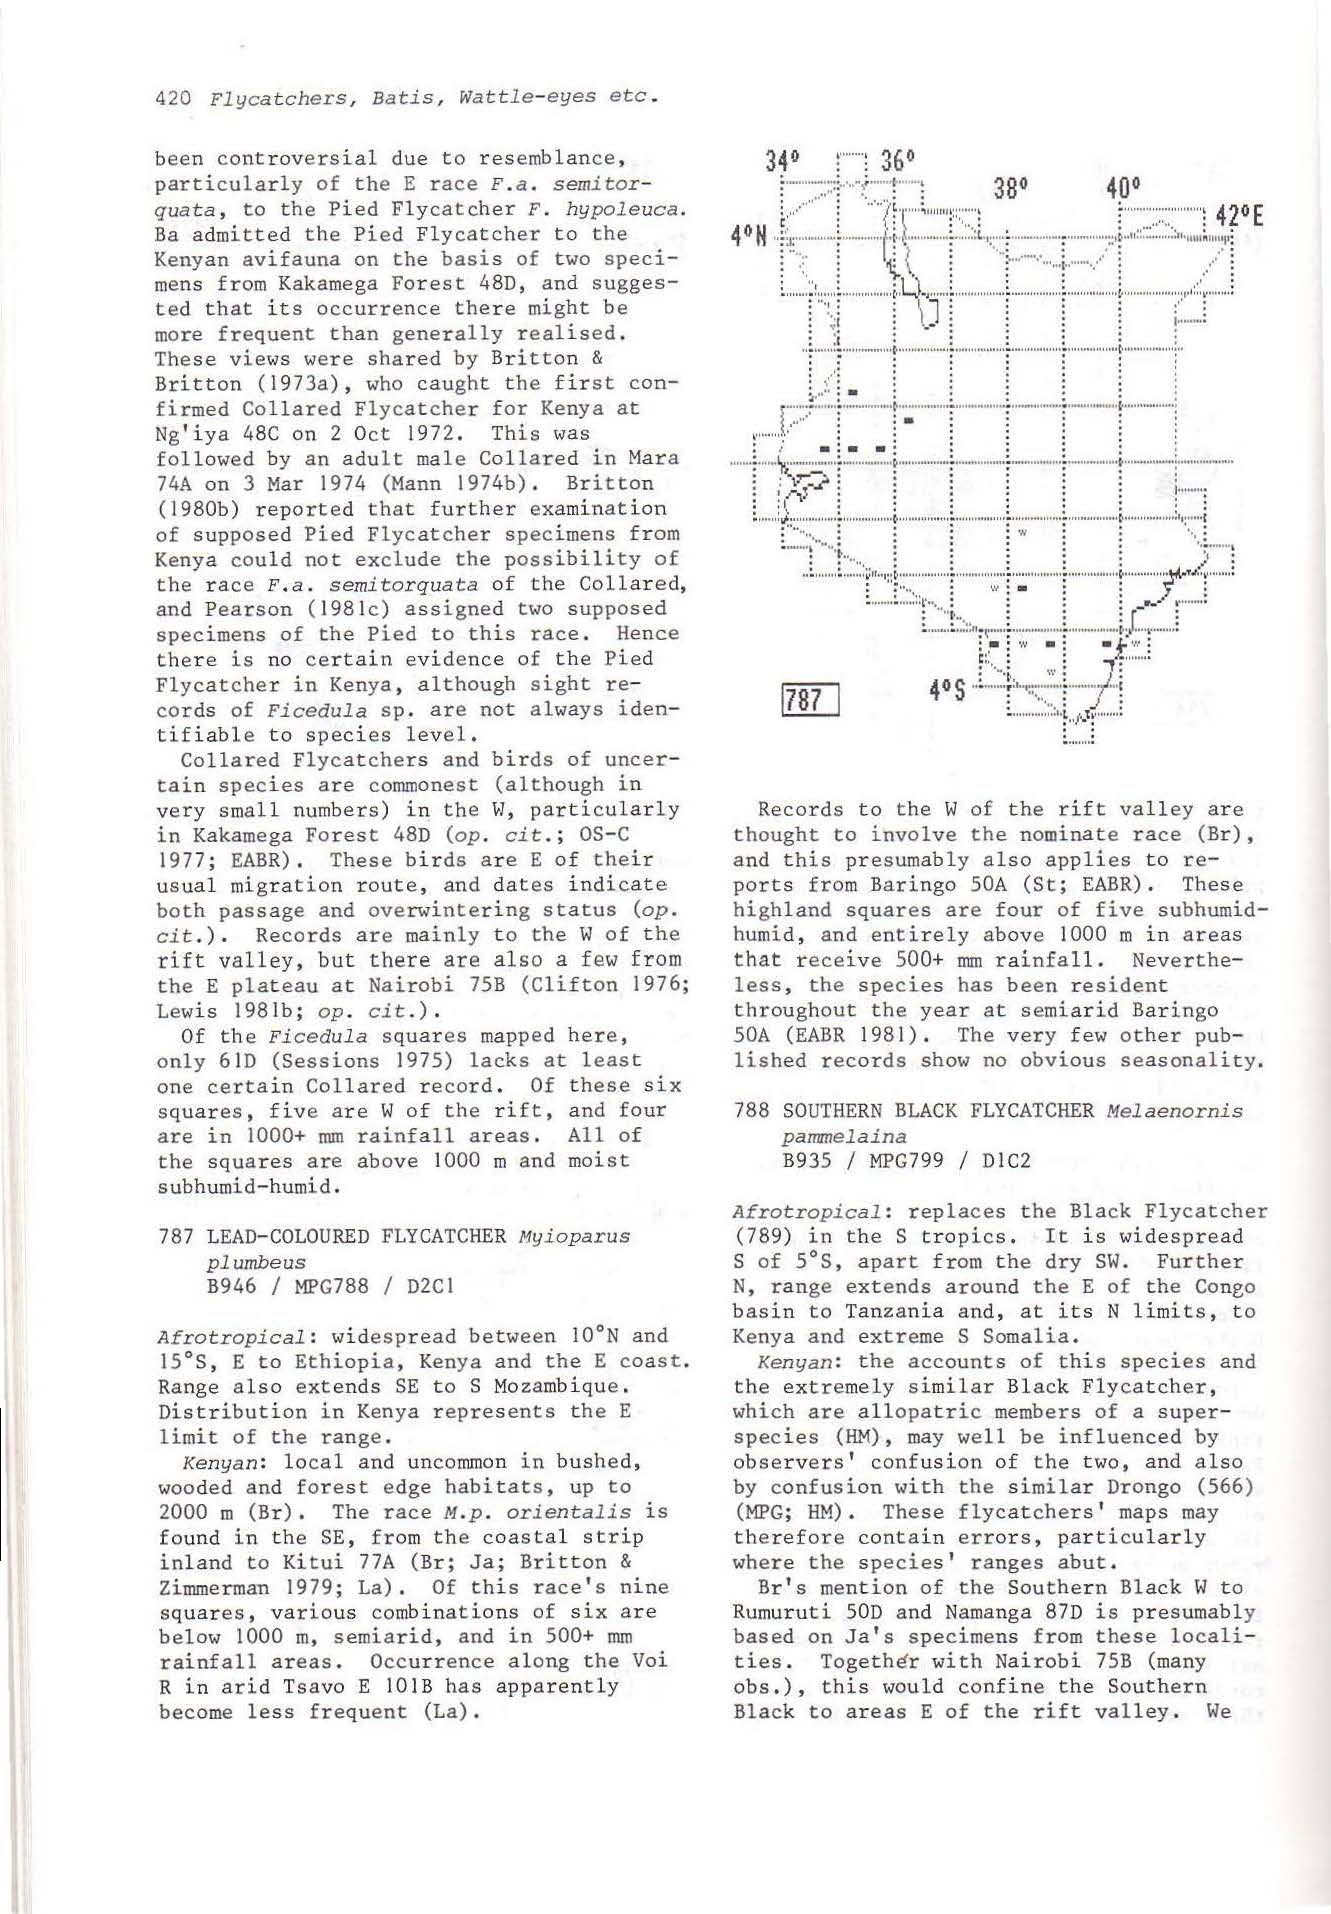 420 Flycatchers, Batis, Wattle-eyes etc.
been controversial due to resemblance,
particularly of the E race F.a. semitor-
quata, to the Pied Flycatcher F. hypoleuca.
Ba admitted the Pied Flycatcher to the
Kenyan avifauna on the basis of two speci-
mens from Kakamega Forest 48D, and sugges-
ted that its occurrence there might be
more frequent than generally realised.
These views were shared by Britton &
Britton (1973a), who caught the first con-
firmed Collared Flycatcher for Kenya at
Ng'iya 48C on 2 Oct 1972. This was
followed by an adult male Collared in Mara
74A on 3 Mar 1974 (Mann 1974b). Britton
(1980b) reported that further examination
of supposed Pied Flycatcher specimens from
Kenya could not exclude the possibility of
the race F.a. semitorquata of the Collared,
and Pearson (1981c) assigned two supposed
specimens of the Pied to this race. Hence
there is no certain evidence of the Pied
Flycatcher in Kenya, although sight re-
cords of Ficedula sp. are not always iden-
tifiable to species level.
Collared Flycatchers and birds of uncer-
tain species are commonest (although in
very small numbers) in the W, particularly
in Kakamega Forest 48D (op. cit.; OS-C
1977; EABR). These birds are E of their
usual migration route, and dates indicate
both passage and overwintering status (op.
cit.). Records are mainly to the W of the
rift valley, but there are also a few from
the E plateau at Nairobi 75B (Clifton 1976;
Lewis 1981b; op. cit.).
Of the Ficedula squares mapped here,
only 61D (Sessions 1975) lacks at least
one certain Collared record. Of these six
squares, five are W of the rift, and four
are in 1000+ mm rainfall areas. All of
the squares are above 1000 m and moist
subhumid-humid.
787 LEAD-COLOURED FLYCATCHER Myioparus
plumbeus
B946 / MPG788 / D2C1
Afrotropical: widespread between 10°N and
15°S, E to Ethiopia, Kenya and the E coast.
Range also extends SE to S Mozambique.
Distribution in Kenya represents the E
limit of the range.
Kenyan: local and uncommon in bushed,
wooded and forest edge habitats, up to
2000 m (Br). The race M.p. orientalis is
found in the SE, from the coastal strip
inland to Kitui 77A (Br; Ja; Britton &
Zimmerman 1979; La). Of this race's nine
squares, various combinations of six are
below 1000 m, semiarid, and in 500+ mm
rainfall areas. Occurrence along the Voi
R in arid Tsavo E 101B has apparently
become less frequent (La).
34° 36°
38° 40°
42°E
4°N
W
W
W W
W
4°S
787
Records to the W of the rift valley are
thought to involve the nominate race (Br),
and this presumably also applies to re-
ports from Baringo 50A (St; EABR). These
highland squares are four of five subhumid-
humid, and entirely above 1000 m in areas
that receive 500+ mm rainfall. Neverthe-
less, the species has been resident
throughout the year at semiarid Baringo
50A (EABR 1981). The very few other pub-
lished records show no obvious seasonality.
788 SOUTHERN BLACK FLYCATCHER Melaenornis
pammelaina
B935 / MPG799 / D1C2
Afrotropical: replaces the Black Flycatcher
(789) in the S tropics. It is widespread
S of 5°S, apart from the dry SW. Further
N, range extends around the E of the Congo
basin to Tanzania and, at its N limits, to
Kenya and extreme S Somalia.
Kenyan: the accounts of this species and
the extremely similar Black Flycatcher,
which are allopatric members of a super-
species (HM), may well be influenced by
observers' confusion of the two, and also
by confusion with the similar Drongo (566)
(MPG; HM). These flycatchers' maps may
therefore contain errors, particularly
where the species' ranges abut.
Br's mention of the Southern Black W to
Rumuruti 50D and Namanga 87D is presumably
based on Ja's specimens from these locali-
ties. Together with Nairobi 75B (many
obs.), this would confine the Southern
Black to areas E of the rift valley. We